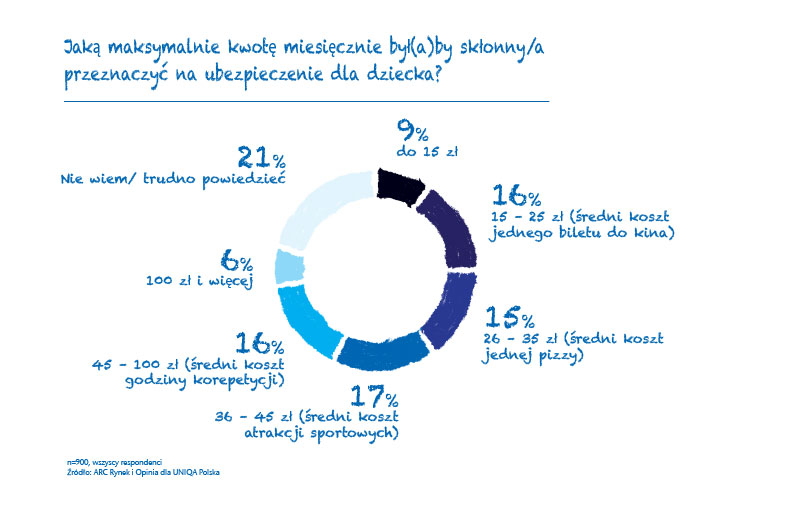 Jaką maksymalnie kwotę miesięcznie był(a)by skłonny/a
przeznaczyć na ubezpieczenie dla dziecka?
9%
do 15 zł
16%
15 – 25 zł (średni koszt
jednego biletu do kina)
15%
26 – 35 zł (średni koszt
jednej pizzy)
17%
36 – 45 zł (średni koszt
atrakcji sportowych)
16%
45 – 100 zł (średni koszt
godziny korepetycji)
6%
100 zł i więcej
21%
Nie wiem/ trudno powiedzieć
n=900, wszyscy respondenci
Źródło: ARC Rynek i Opinia dla UNIQA Polska